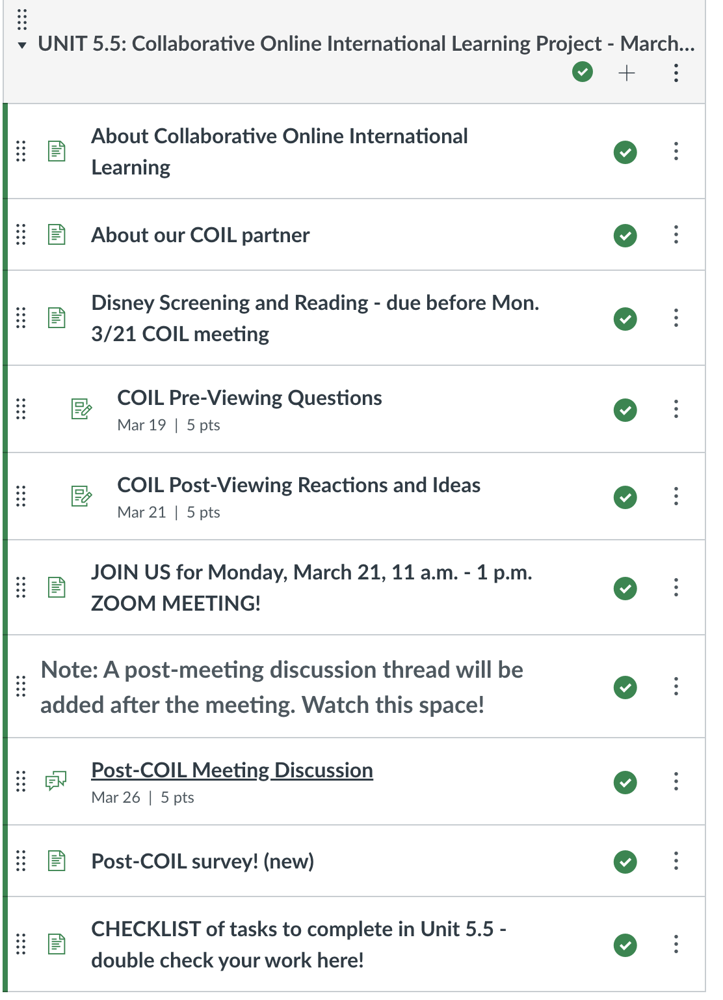 UNIT 5.5: Collaborative Online International Learning Project - March...
About Collaborative Online International
Learning
About our COIL partner
Disney Screening and Reading - due before Mon.
3/21 COIL meeting
COIL Pre-Viewing Questions
Mar 19 | 5 pts
COIL Post-Viewing Reactions and Ideas
Mar 21 | 5 pts
JOIN US for Monday, March 21, 11 a.m. - 1 p.m.
ZOOM MEETING!
Note: A post-meeting discussion thread will be
added after the meeting. Watch this space!
Post-COIL Meeting Discussion
Mar 26 | 5 pts
Post-COIL survey! (new)
CHECKLIST of tasks to complete in Unit 5.5 -
double check your work here!